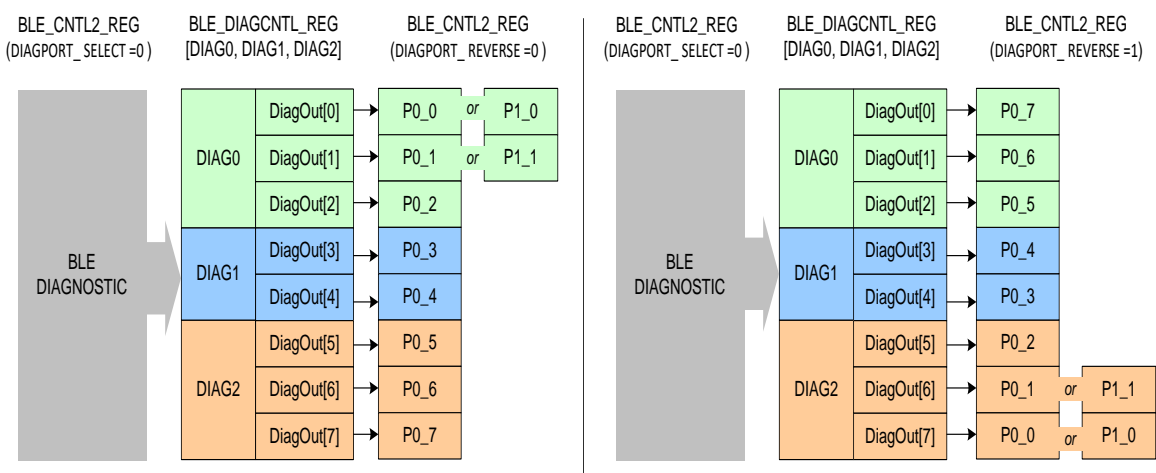 BLE_CNTL2_REG
(DIAGPORT_ SELECT =0 )
BLE_DIAGCNTL_REG
[DIAG0, DIAG1, DIAG2]
BLE_CNTL2_REG
(DIAGPORT_ REVERSE =0 )
BLE
DIAGNOSTIC
DIAG0
DiagOut[0]
P0_0 or P1_0
DiagOut[1]
P0_1 or P1_1
DiagOut[2]
P0_2
DIAG1
DiagOut[3]
P0_3
DiagOut[4]
P0_4
DIAG2
DiagOut[5]
P0_5
DiagOut[6]
P0_6
DiagOut[7]
P0_7
BLE_CNTL2_REG
(DIAGPORT_ SELECT =0 )
BLE_DIAGCNTL_REG
[DIAG0, DIAG1, DIAG2]
BLE_CNTL2_REG
(DIAGPORT_ REVERSE =1)
BLE
DIAGNOSTIC
DIAG0
DiagOut[0]
P0_7
DiagOut[1]
P0_6
DiagOut[2]
P0_5
DIAG1
DiagOut[3]
P0_4
DiagOut[4]
P0_3
DIAG2
DiagOut[5]
P0_2
DiagOut[6]
P0_1 or P1_1
DiagOut[7]
P0_0 or P1_0